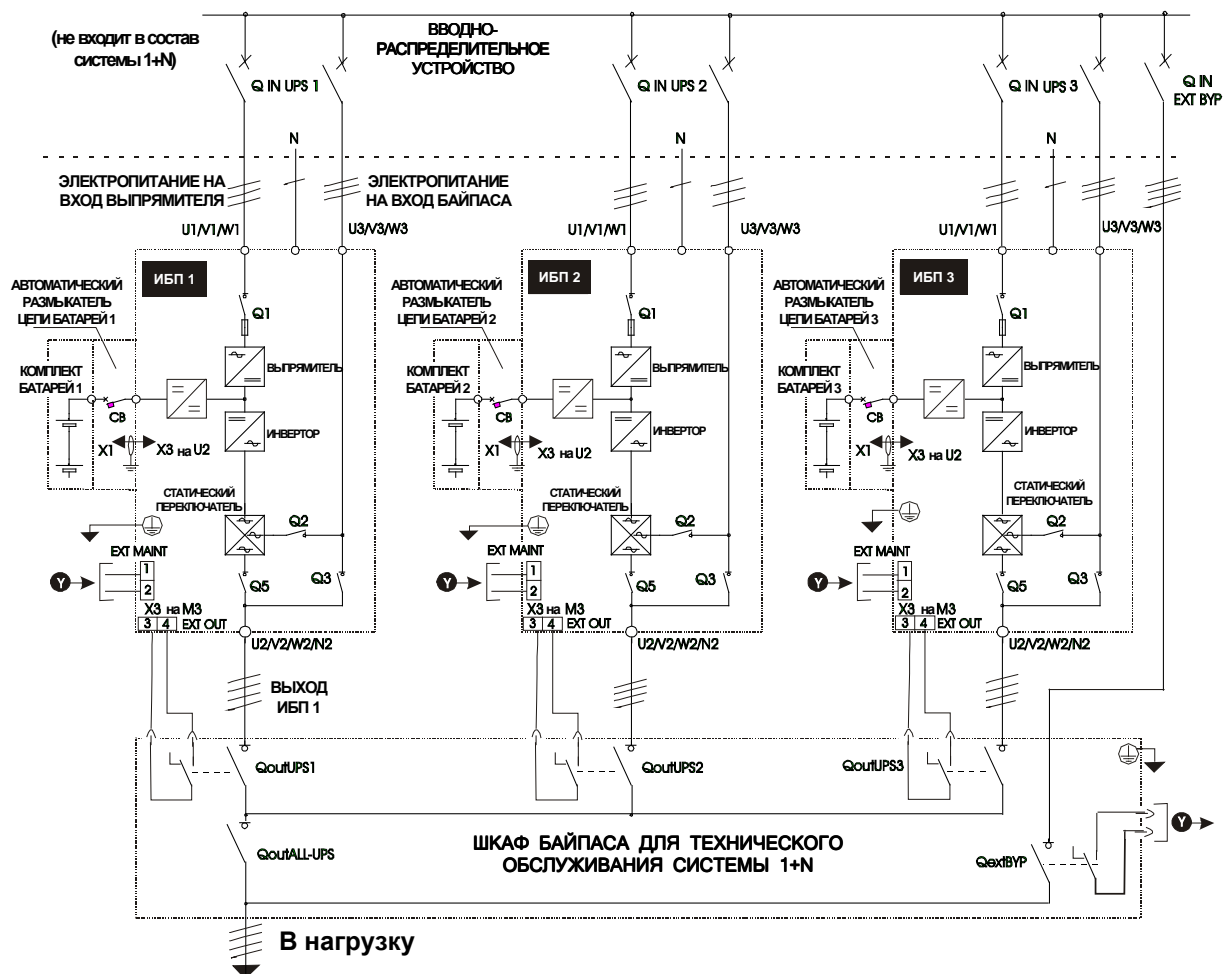 (не входит в состав
системы 1+N)
ВВОДНО-
РАСПРЕДЕЛИТЕЛЬНОЕ
УСТРОЙСТВО
Q IN UPS 1
Q IN UPS 2
Q IN UPS 3
Q IN
EXT BYP
N
N
N
ЭЛЕКТРОПИТАНИЕ НА
ВХОД ВЫПРЯМИТЕЛЯ
ЭЛЕКТРОПИТАНИЕ
НА ВХОД БАЙПАСА
U1/V1/W1
U3/V3/W3
U1/V1/W1
U3/V3/W3
U1/V1/W1
U3/V3/W3
АВТОМАТИЧЕСКИЙ
РАЗМЫКАТЕЛЬ
ЦЕПИ БАТАРЕЙ 1
ИБП 1
Q1
КОМПЛЕКТ
БАТАРЕЙ 1
ВЫПРЯМИТЕЛЬ
CB
ИНВЕРТОР
X1
X3 на U2
СТАТИЧЕСКИЙ
ПЕРЕКЛЮЧАТЕЛЬ
Q2
EXT MAINT
Y
1
2
Q5
Q3
X3 на M3
3 4 EXT OUT
U2/V2/W2/N2
АВТОМАТИЧЕСКИЙ
РАЗМЫКАТЕЛЬ
ЦЕПИ БАТАРЕЙ 2
ИБП 2
Q1
КОМПЛЕКТ
БАТАРЕЙ 2
ВЫПРЯМИТЕЛЬ
CB
ИНВЕРТОР
X1
X3 на U2
СТАТИЧЕСКИЙ
ПЕРЕКЛЮЧАТЕЛЬ
Q2
EXT MAINT
Y
1
2
Q5
Q3
X3 на M3
3 4 EXT OUT
U2/V2/W2/N2
АВТОМАТИЧЕСКИЙ
РАЗМЫКАТЕЛЬ
ЦЕПИ БАТАРЕЙ 3
ИБП 3
Q1
КОМПЛЕКТ
БАТАРЕЙ 3
ВЫПРЯМИТЕЛЬ
CB
ИНВЕРТОР
X1
X3 на U2
СТАТИЧЕСКИЙ
ПЕРЕКЛЮЧАТЕЛЬ
Q2
EXT MAINT
Y
1
2
Q5
Q3
X3 на M3
3 4 EXT OUT
U2/V2/W2/N2
ВЫХОД
ИБП 1
QoutUPS1
QoutUPS2
QoutUPS3
Y
QoutALL-UPS
ШКАФ БАЙПАСА ДЛЯ ТЕХНИЧЕСКОГО
ОБСЛУЖИВАНИЯ СИСТЕМЫ 1+N
QextBYP
В нагрузку